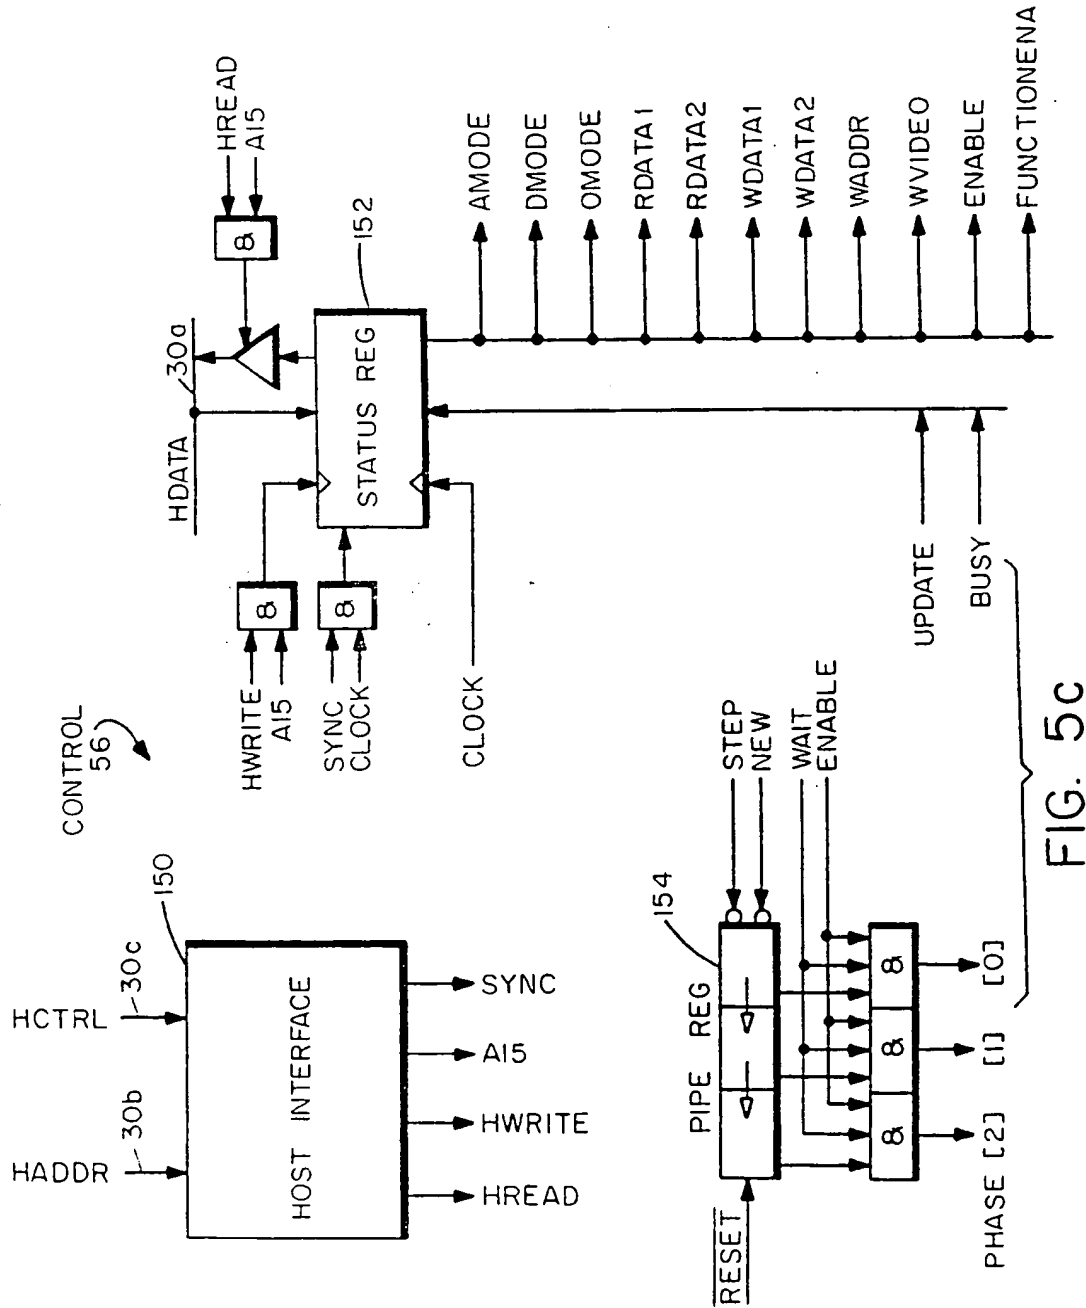 CONTROL
56
HCTRL
30c
HADDR
30b
150
HOST INTERFACE
SYNC
A15
HWRITE
HREAD
HDATA
30a
HREAD
A15
&
HWRITE
A15
&
SYNC
CLOCK
&
CLOCK
STATUS REG
152
AMODE
DMODE
OMODE
RDATA1
RDATA2
WDATA1
WDATA2
WADDR
WVIDEO
ENABLE
FUNCTIONENA
UPDATE
BUSY
RESET
PIPE REG
154
STEP
NEW
WAIT
ENABLE
&
&
&
PHASE [2] [1] [0]
FIG. 5c